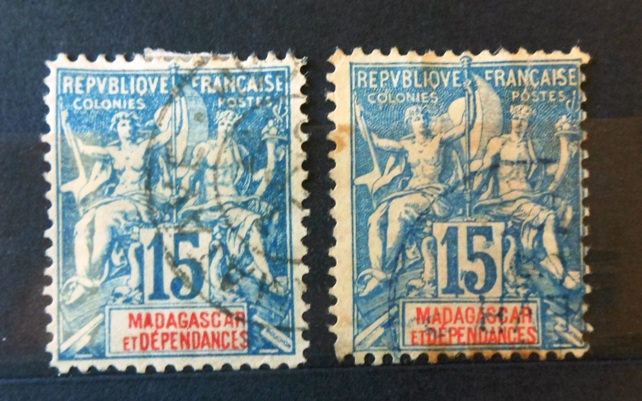 REPVBLIQVE FRANÇAISE
COLONIES POSTES
15
MADAGASCAR
ET DÉPENDANCES
REPVBLIQVE FRANÇAISE
COLONIES POSTES
15
MADAGASCAR
ET DÉPENDANCES